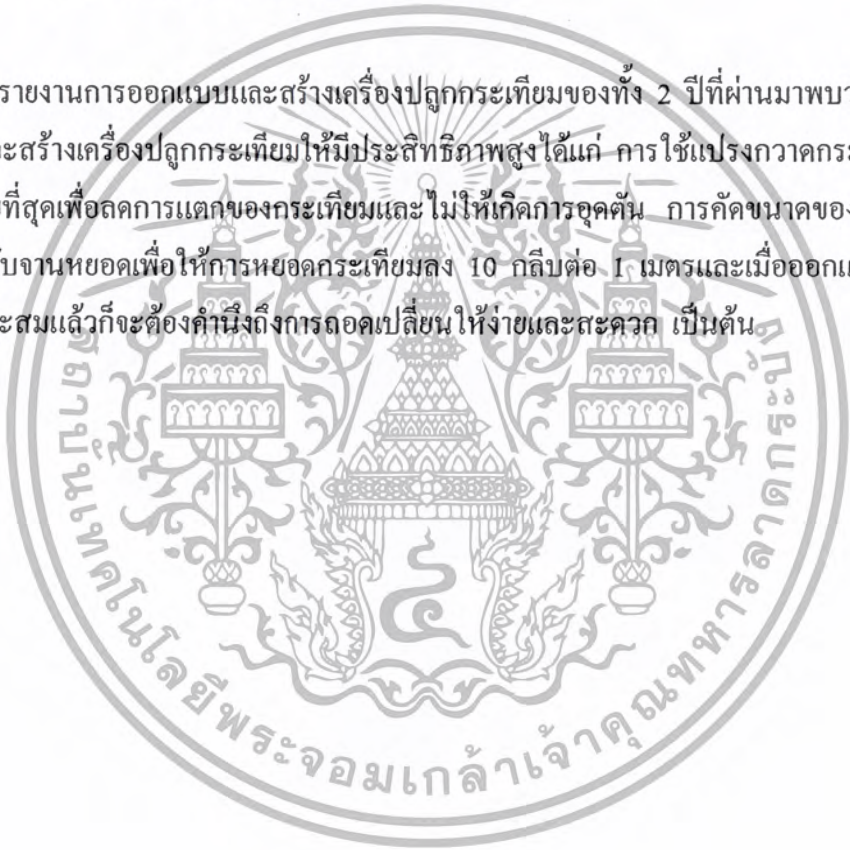 รายงานการออกแบบและสร้างเครื่องปลูกกระเทียมของทั้ง 2 ปีที่ผ่านมาพบว
ะสร้างเครื่องปลูกกระเทียมให้มีประสิทธิภาพสูงได้แก่ การใช้แปรงกวาดกระ
ยที่สุดเพื่อลดการแตกของกระเทียมและไม่ให้เกิดการอุดตัน การคัดขนาดของ
ับจานหยอดเพื่อให้การหยอดกระเทียมลง 10 กลีบต่อ 1 เมตรและเมื่อออกแ
ะสมแล้วก็จะต้องคำนึงถึงการถอดเปลี่ยนให้ง่ายและสะดวก เป็นต้น
สถาบันเทคโนโลยีพระจอมเกล้าเจ้าคุณทหารลาดกระบัง